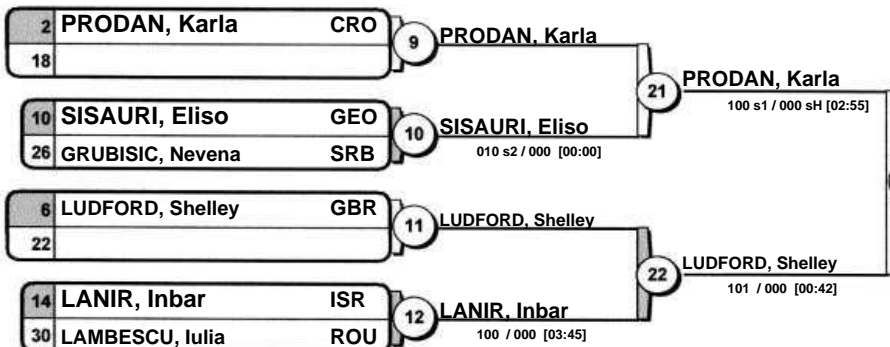 2 PRODAN, Karla CRO
18
9 PRODAN, Karla
10 SISAURI, Eliso GEO
26 GRUBISIC, Nevena SRB
10 SISAURI, Eliso
010 s2 / 000 [00:00]
21 PRODAN, Karla
100 s1 / 000 sH [02:55]
6 LUDFORD, Shelley GBR
22
11 LUDFORD, Shelley
14 LANIR, Inbar ISR
30 LAMBESCU, Iulia ROU
12 LANIR, Inbar
100 / 000 [03:45]
22 LUDFORD, Shelley
101 / 000 [00:42]